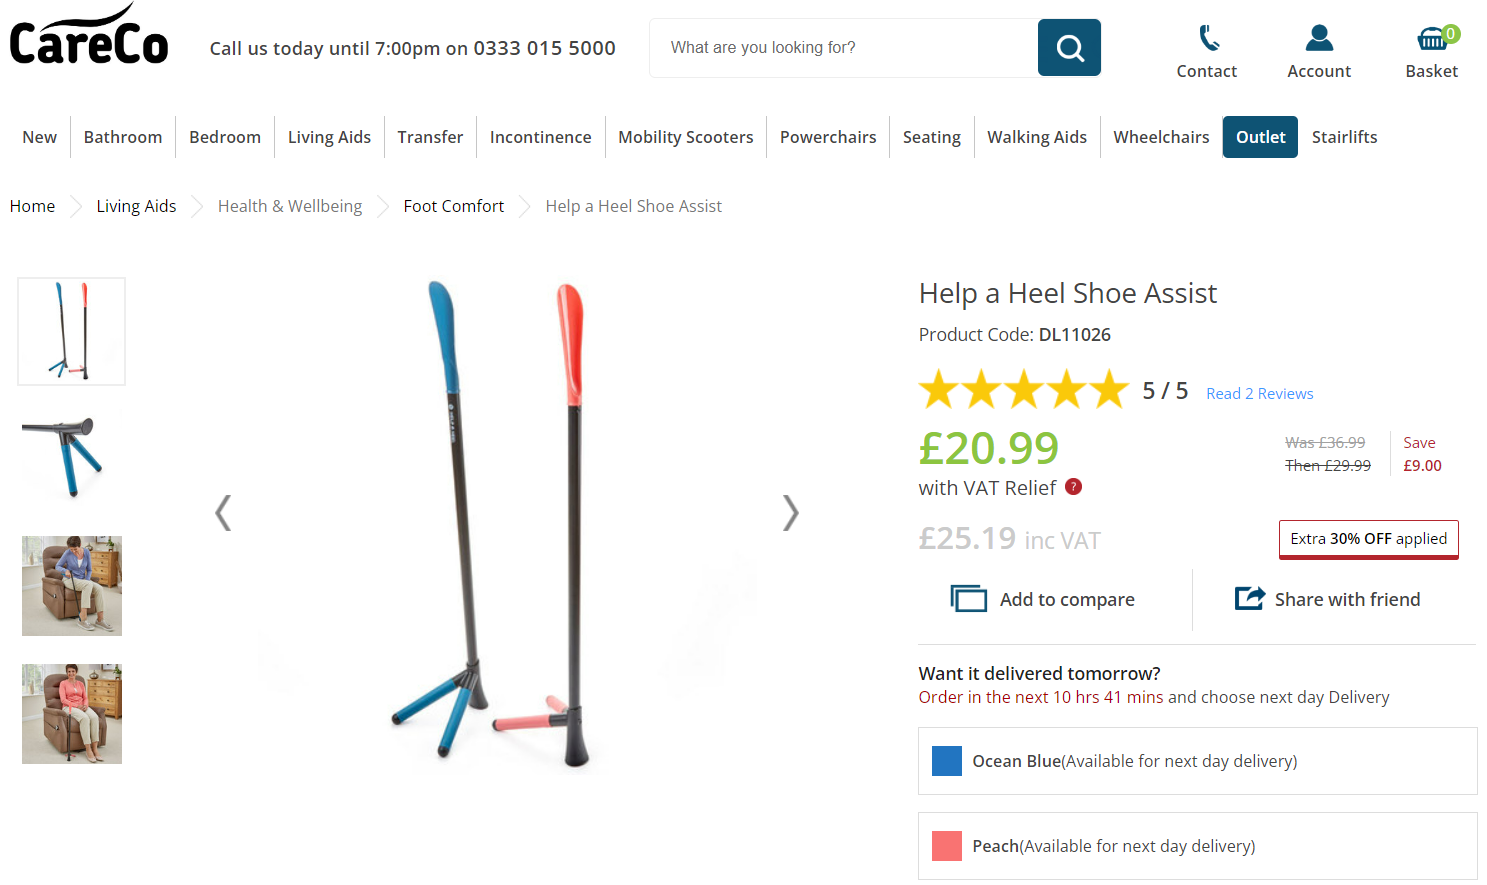 CareCo
Call us today until 7:00pm on 0333 015 5000
What are you looking for?
Contact
Account
0
Basket
New
Bathroom
Bedroom
Living Aids
Transfer
Incontinence
Mobility Scooters
Powerchairs
Seating
Walking Aids
Wheelchairs
Outlet
Stairlifts
Home
Living Aids
Health & Wellbeing
Foot Comfort
Help a Heel Shoe Assist
Help a Heel Shoe Assist
Product Code: DL11026
5 / 5 Read 2 Reviews
£20.99
with VAT Relief ?
Was £36.99
Then £29.99
Save
£9.00
£25.19 inc VAT
Extra 30% OFF applied
Add to compare
Share with friend
Want it delivered tomorrow?
Order in the next 10 hrs 41 mins and choose next day Delivery
Ocean Blue(Available for next day delivery)
Peach(Available for next day delivery)